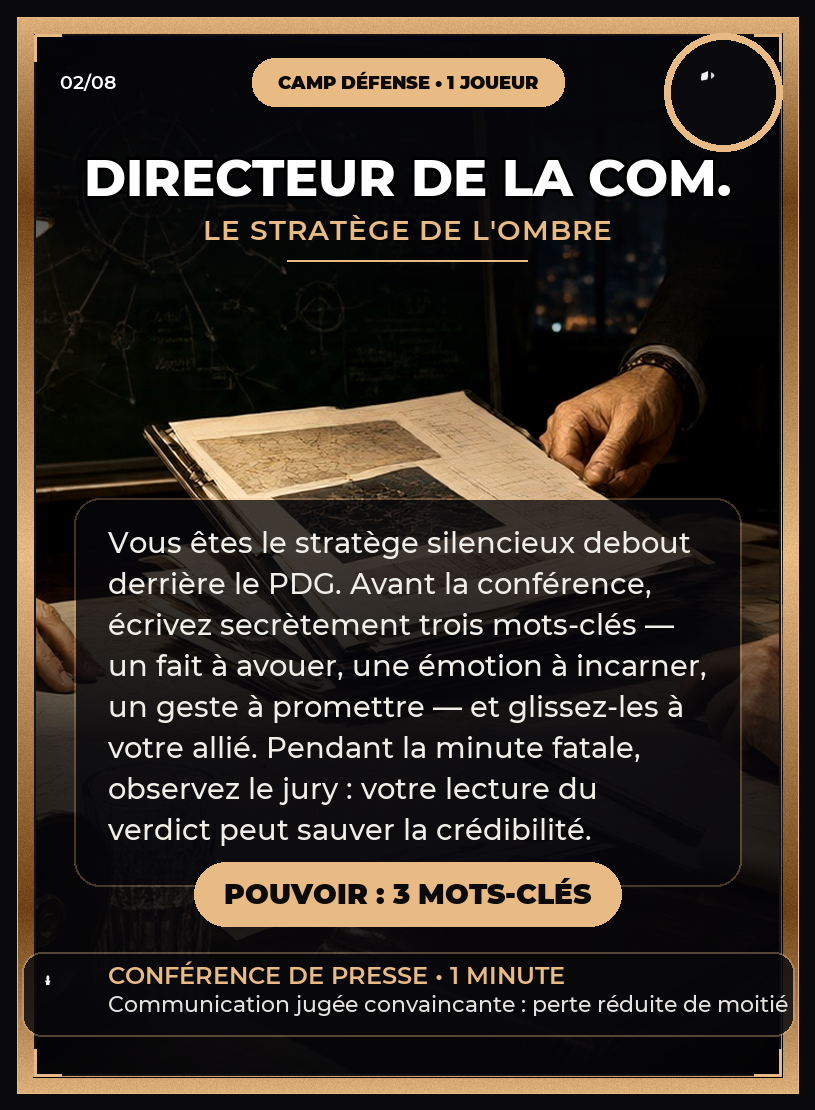 02/08
CAMP DÉFENSE • 1 JOUEUR
DIRECTEUR DE LA COM.
LE STRATÈGE DE L'OMBRE
Vous êtes le stratège silencieux debout
derrière le PDG. Avant la conférence,
écrivez secrètement trois mots-clés —
un fait à avouer, une émotion à incarner,
un geste à promettre — et glissez-les à
votre allié. Pendant la minute fatale,
observez le jury : votre lecture du
verdict peut sauver la crédibilité.
POUVOIR : 3 MOTS-CLÉS
CONFÉRENCE DE PRESSE • 1 MINUTE
Communication jugée convaincante : perte réduite de moitié